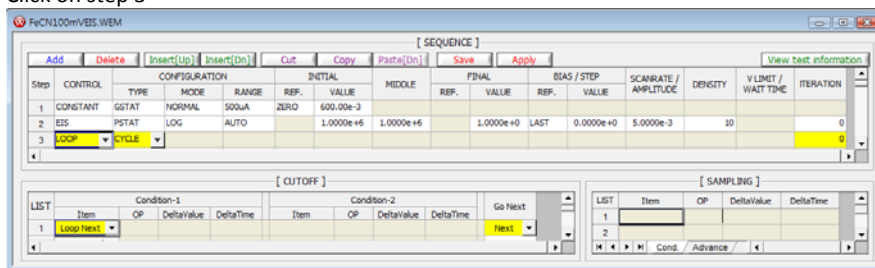 Click on step 3
FeCN100mVEIS.WEM
[ SEQUENCE ]
Add Delete Insert[Up] Insert[Dn] Cut Copy Paste[Dn] Save Apply View test information
Step CONTROL CONFIGURATION INITIAL MIDDLE FINAL BIAS / STEP SCANRATE / AMPLITUDE DENSITY V LIMIT / WAIT TIME ITERATION
TYPE MODE RANGE REF. VALUE REF. VALUE REF. VALUE
1 CONSTANT GSTAT NORMAL 500uA ZERO 600.00e-3
2 EIS PSTAT LOG AUTO 1.0000e+6 1.0000e+6 1.0000e+0 LAST 0.0000e+0 5.0000e-3 10 0
3 LOOP CYCLE 0
[ CUTOFF ]
LIST Condition-1 Condition-2 Go Next
Item OP DeltaValue DeltaTime Item OP DeltaValue DeltaTime
1 Loop Next Next
[ SAMPLING ]
LIST Item OP DeltaValue DeltaTime
1
2
Cond. Advance